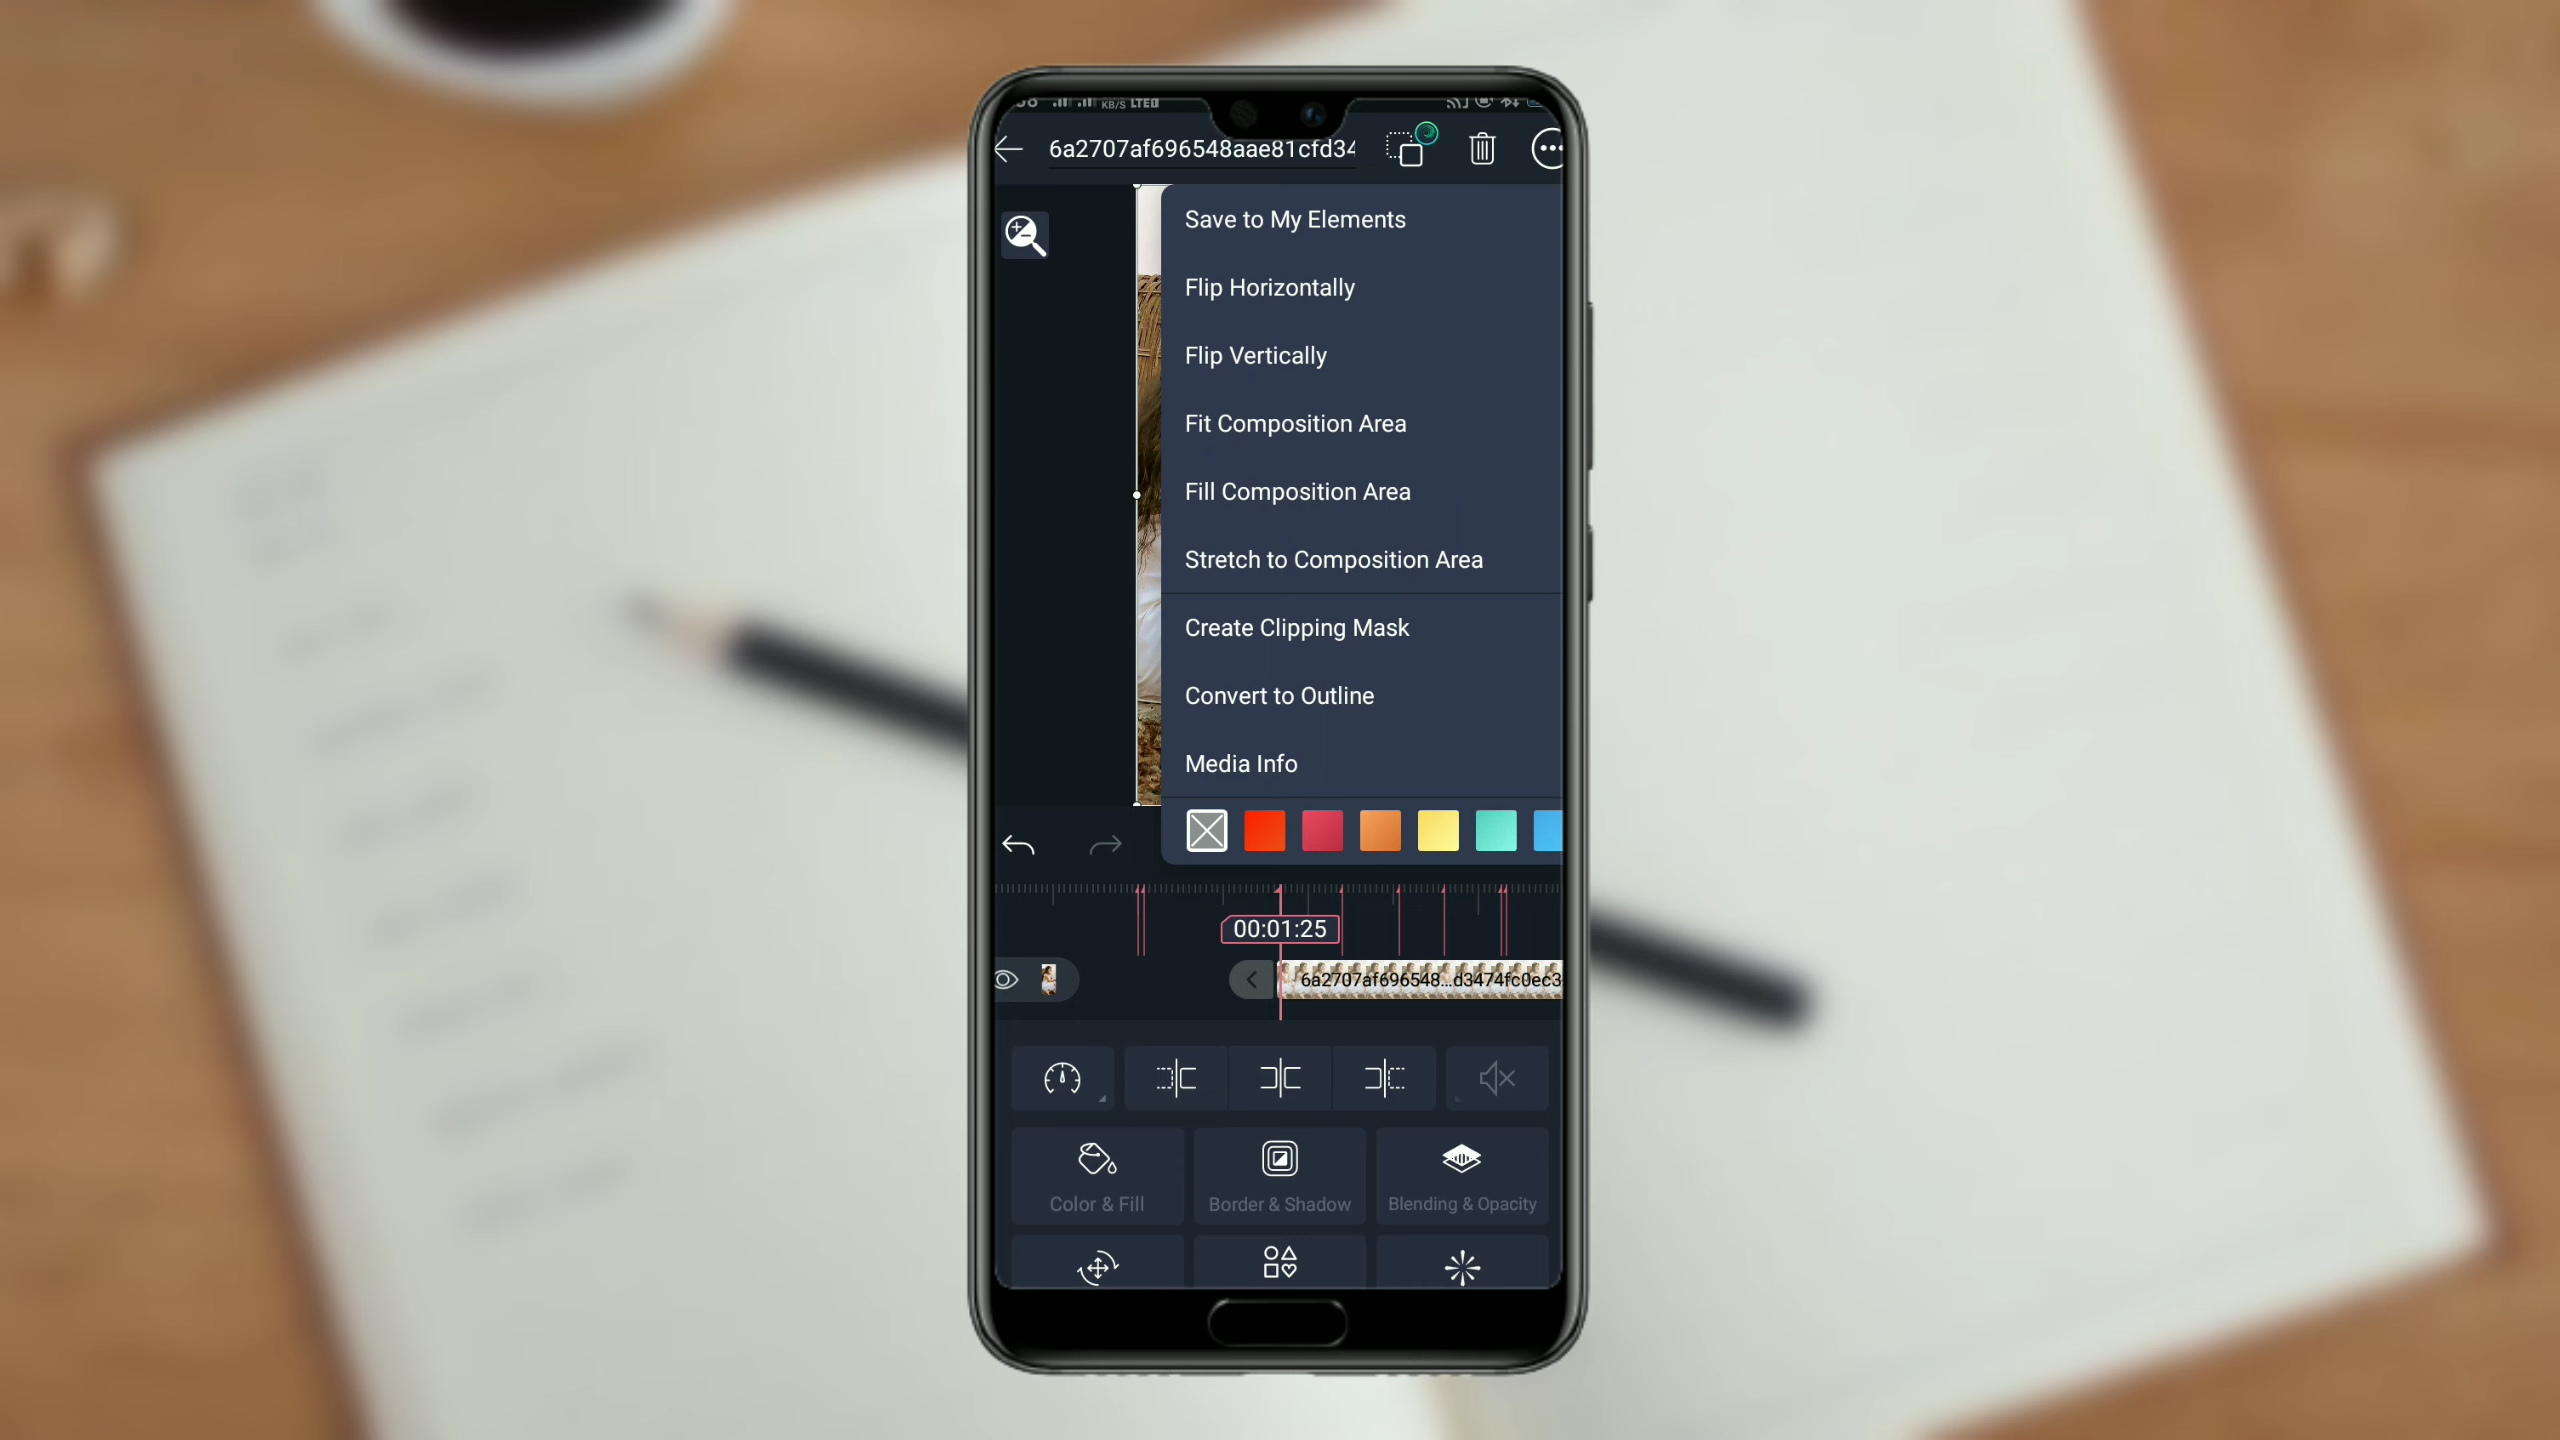 KB/S LTE
6a2707af696548aae81cfd34
Save to My Elements
Flip Horizontally
Flip Vertically
Fit Composition Area
Fill Composition Area
Stretch to Composition Area
Create Clipping Mask
Convert to Outline
Media Info
00:01:25
6a2707af696548...d3474fc0ec3
Color & Fill
Border & Shadow
Blending & Opacity